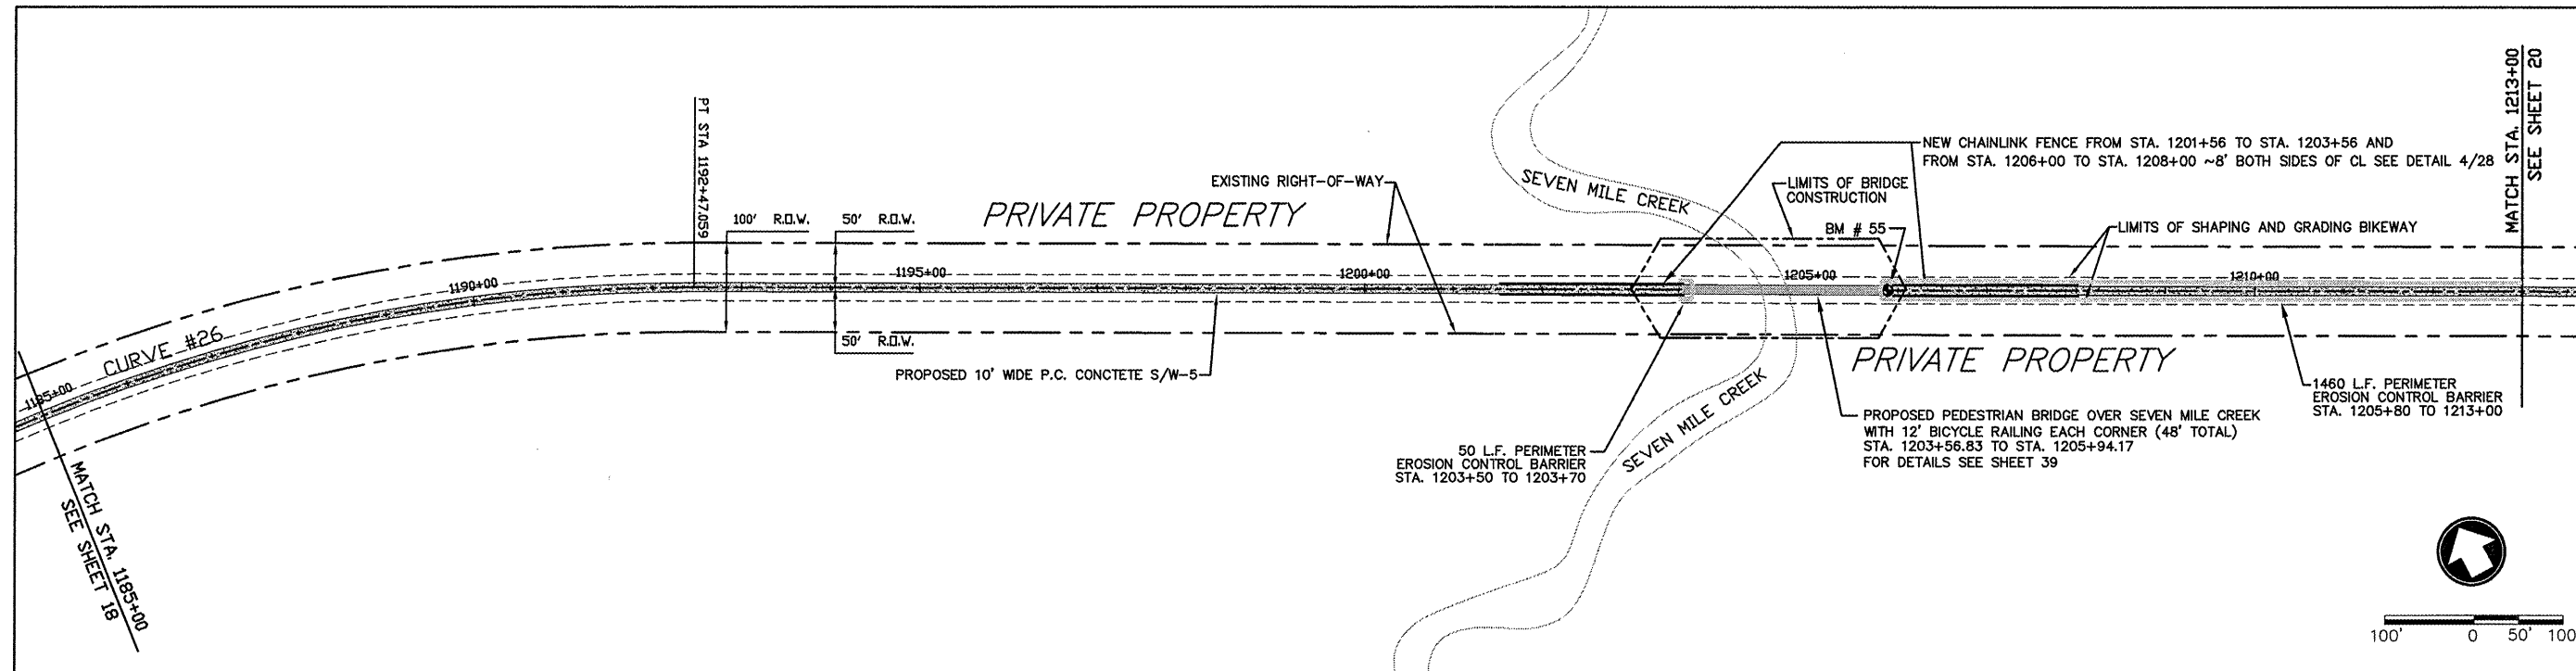 MATCH STA. 1213+00
SEE SHEET 20
PT STA 1192+47.059
NEW CHAINLINK FENCE FROM STA. 1201+56 TO STA. 1203+56 AND
FROM STA. 1206+00 TO STA. 1208+00 ~8' BOTH SIDES OF CL SEE DETAIL 4/28
SEVEN MILE CREEK
EXISTING RIGHT-OF-WAY
LIMITS OF BRIDGE
CONSTRUCTION
PRIVATE PROPERTY
100' R.O.W.
50' R.O.W.
BM # 55
LIMITS OF SHAPING AND GRADING BIKEWAY
1185+00
1190+00
1195+00
1200+00
1205+00
1210+00
CURVE #26
50' R.O.W.
PROPOSED 10' WIDE P.C. CONCTETE S/W-5
PRIVATE PROPERTY
1460 L.F. PERIMETER
EROSION CONTROL BARRIER
STA. 1205+80 TO 1213+00
SEVEN MILE CREEK
PROPOSED PEDESTRIAN BRIDGE OVER SEVEN MILE CREEK
WITH 12' BICYCLE RAILING EACH CORNER (48' TOTAL)
STA. 1203+56.83 TO STA. 1205+94.17
FOR DETAILS SEE SHEET 39
50 L.F. PERIMETER
EROSION CONTROL BARRIER
STA. 1203+50 TO 1203+70
MATCH STA. 1185+00
SEE SHEET 18
100' 0 50' 100